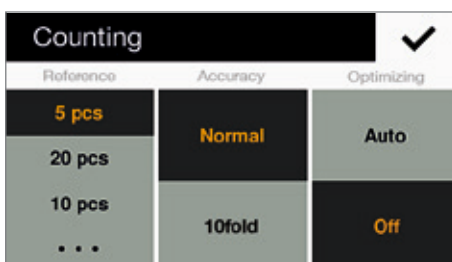 Counting
Reference Accuracy Optimizing
5 pcs
Normal
Auto
20 pcs
10 pcs
10fold
Off
...